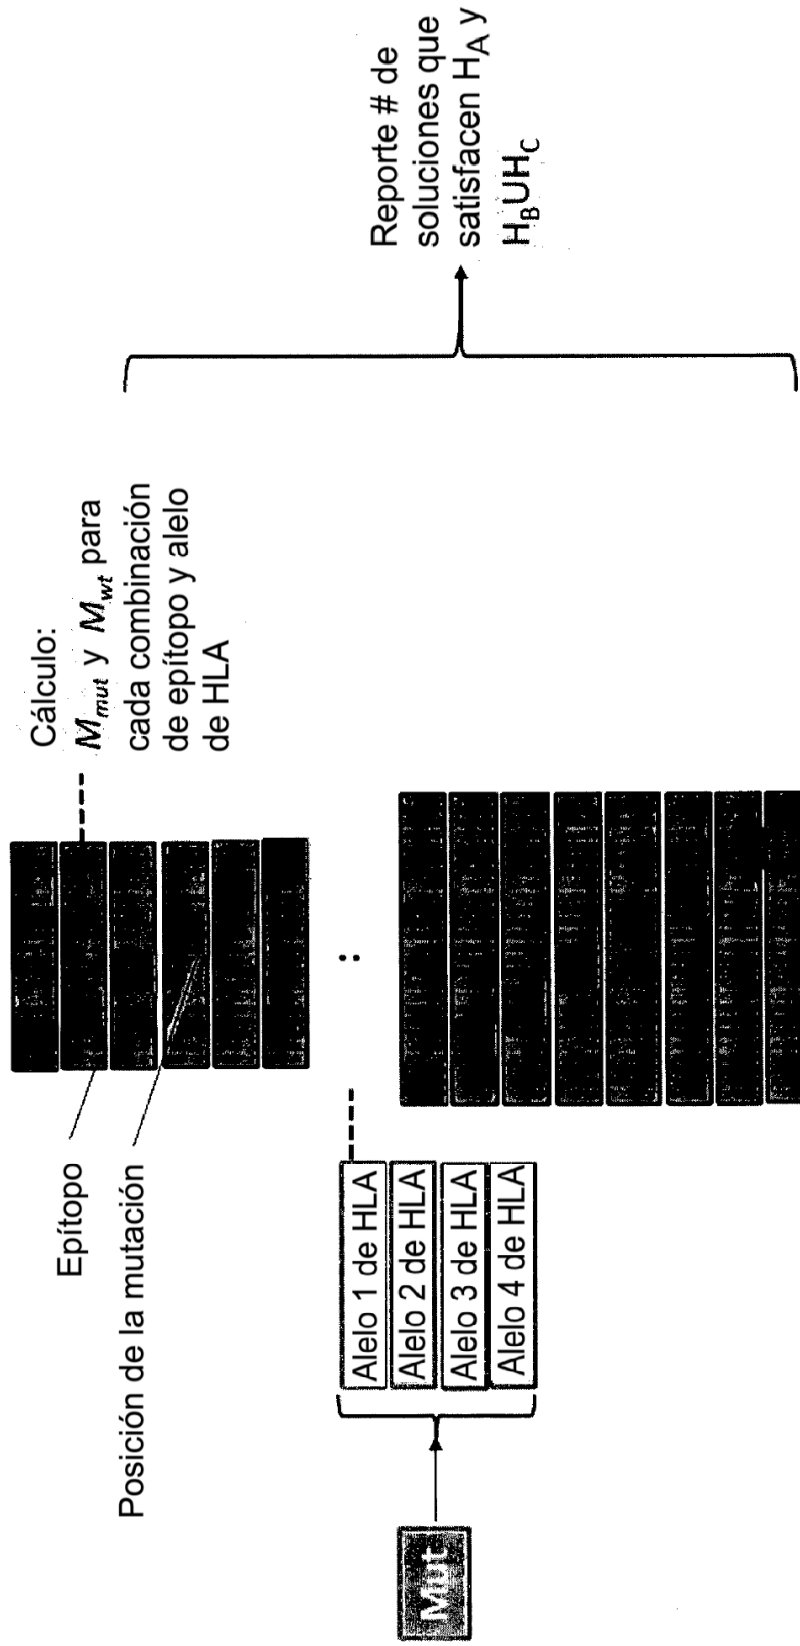 Mut
Alelo 1 de HLA
Alelo 2 de HLA
Alelo 3 de HLA
Alelo 4 de HLA
Epítopo
Posición de la mutación
:
Cálculo:
M_mut y M_wt para
cada combinación
de epítopo y alelo
de HLA
Reporte # de
soluciones que
satisfacen H_A y
H_BUH_C